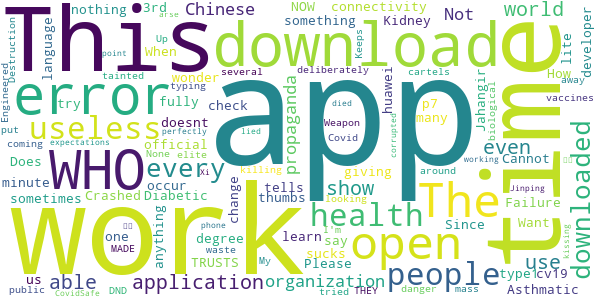 This app time work
WHO error download downloade
The open health people
useless every application organization
nothing 3rd Chinese NOW connectivity
When something Not Kidney world
language Up wonder
tainted try fully
typing several check
doesnt huawei
deliberately cartels
Keeps point arse
Destruction Engineered
put official
Does minute occur
None elite propaganda
perfectly lied died
Weapon Covid
Jahangir p7 many
How lite developer
biological away
vaccines even
Cannot giving
corrupted around
killing Xi
expectations coming
sometimes Crashed Diabetic
tells thumbs show
change downloaded
Since Failure
Want use
type1 cv19
Asthmatic
able us one
anything degree
learn I'm say
looking working
Jinping kissing
MADE TRUSTS
waste sucks
Please phone
My tried THEY
danger mass
public CovidSafe DND